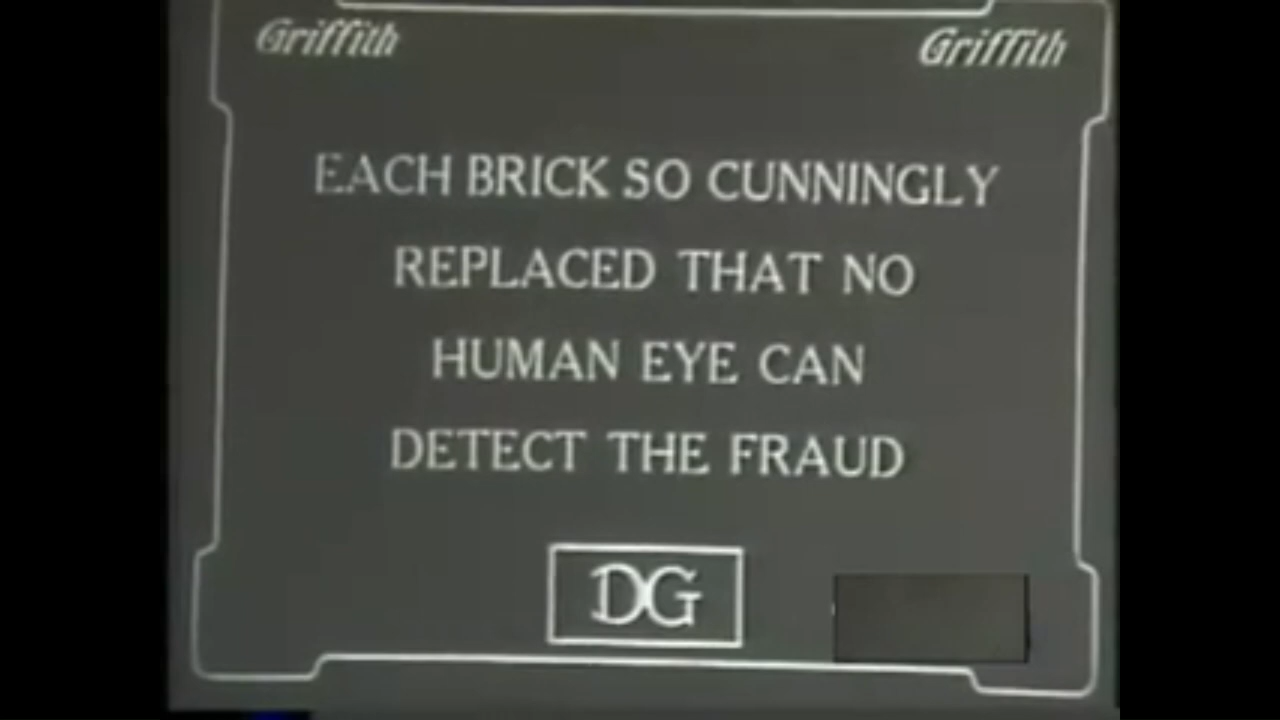 Griffith Griffith
EACH BRICK SO CUNNINGLY
REPLACED THAT NO
HUMAN EYE CAN
DETECT THE FRAUD
DG